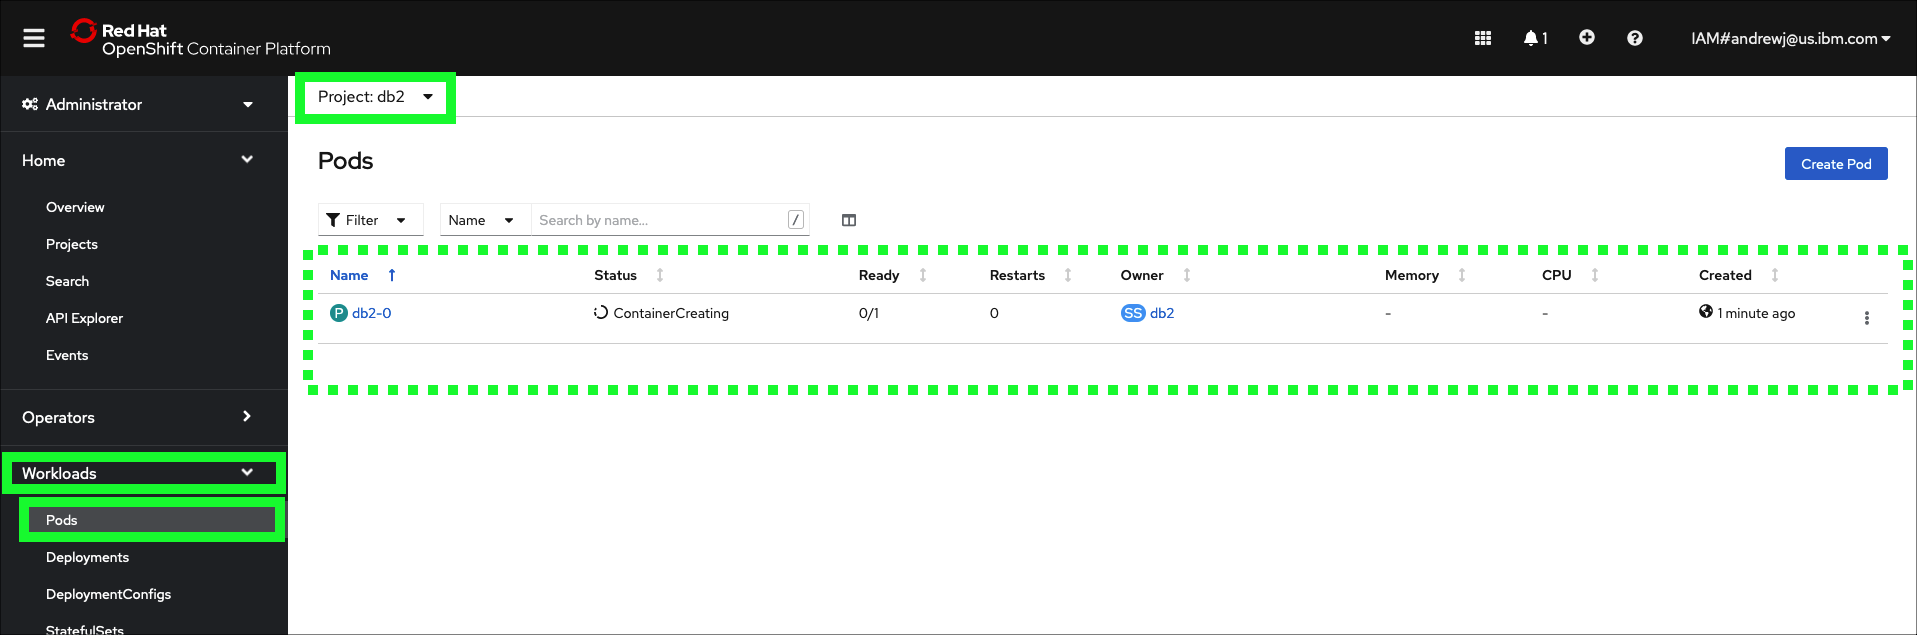 Red Hat
OpenShift Container Platform
1
IAM#andrewj@us.ibm.com
Administrator
Home
Overview
Projects
Search
API Explorer
Events
Operators
Workloads
Pods
Deployments
DeploymentConfigs
StatefulSets
Project: db2
Pods
Create Pod
Filter Name Search by name... /
Name Status Ready Restarts Owner Memory CPU Created
P db2-0 ContainerCreating 0/1 0 SS db2 - - 1 minute ago